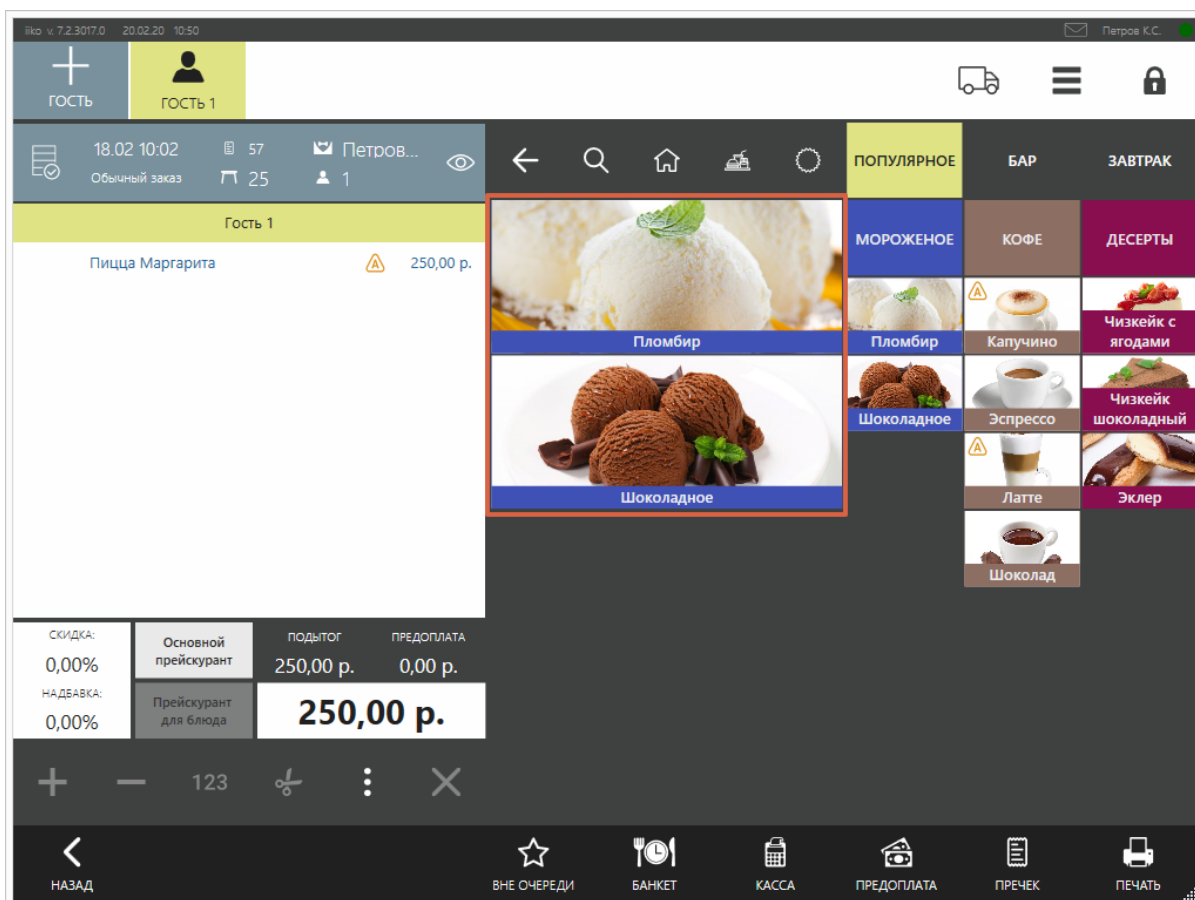 iiko v. 7.2.3017.0 20.02.20 10:50 Петров К.С.
ГОСТЬ
ГОСТЬ 1
18.02 10:02 57 Петров...
Обычный заказ 25 1
ПОПУЛЯРНОЕ БАР ЗАВТРАК
Гость 1
Пицца Маргарита 250,00 р.
МОРОЖЕНОЕ КОФЕ ДЕСЕРТЫ
Пломбир
Шоколадное
Пломбир
Капучино
Чизкейк с
ягодами
Шоколадное
Эспрессо
Чизкейк
шоколадный
Латте
Эклер
Шоколад
СКИДКА:
0,00%
НАДБАВКА:
0,00%
Основной
прейскурант
Прейскурант
для блюда
ПОДЫТОГ
250,00 р.
ПРЕДОПЛАТА
0,00 р.
250,00 р.
123
НАЗАД ВНЕ ОЧЕРЕДИ БАНКЕТ КАССА ПРЕДОПЛАТА ПРЕЧЕК ПЕЧАТЬ